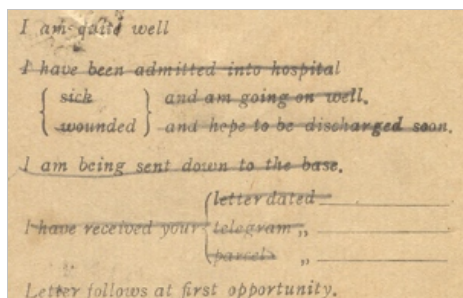 I am quite well
I have been admitted into hospital
sick } and am going on well.
wounded } and hope to be discharged soon.
I am being sent down to the base.
letter dated
I have received your telegram „
parcel „
Letter follows at first opportunity.